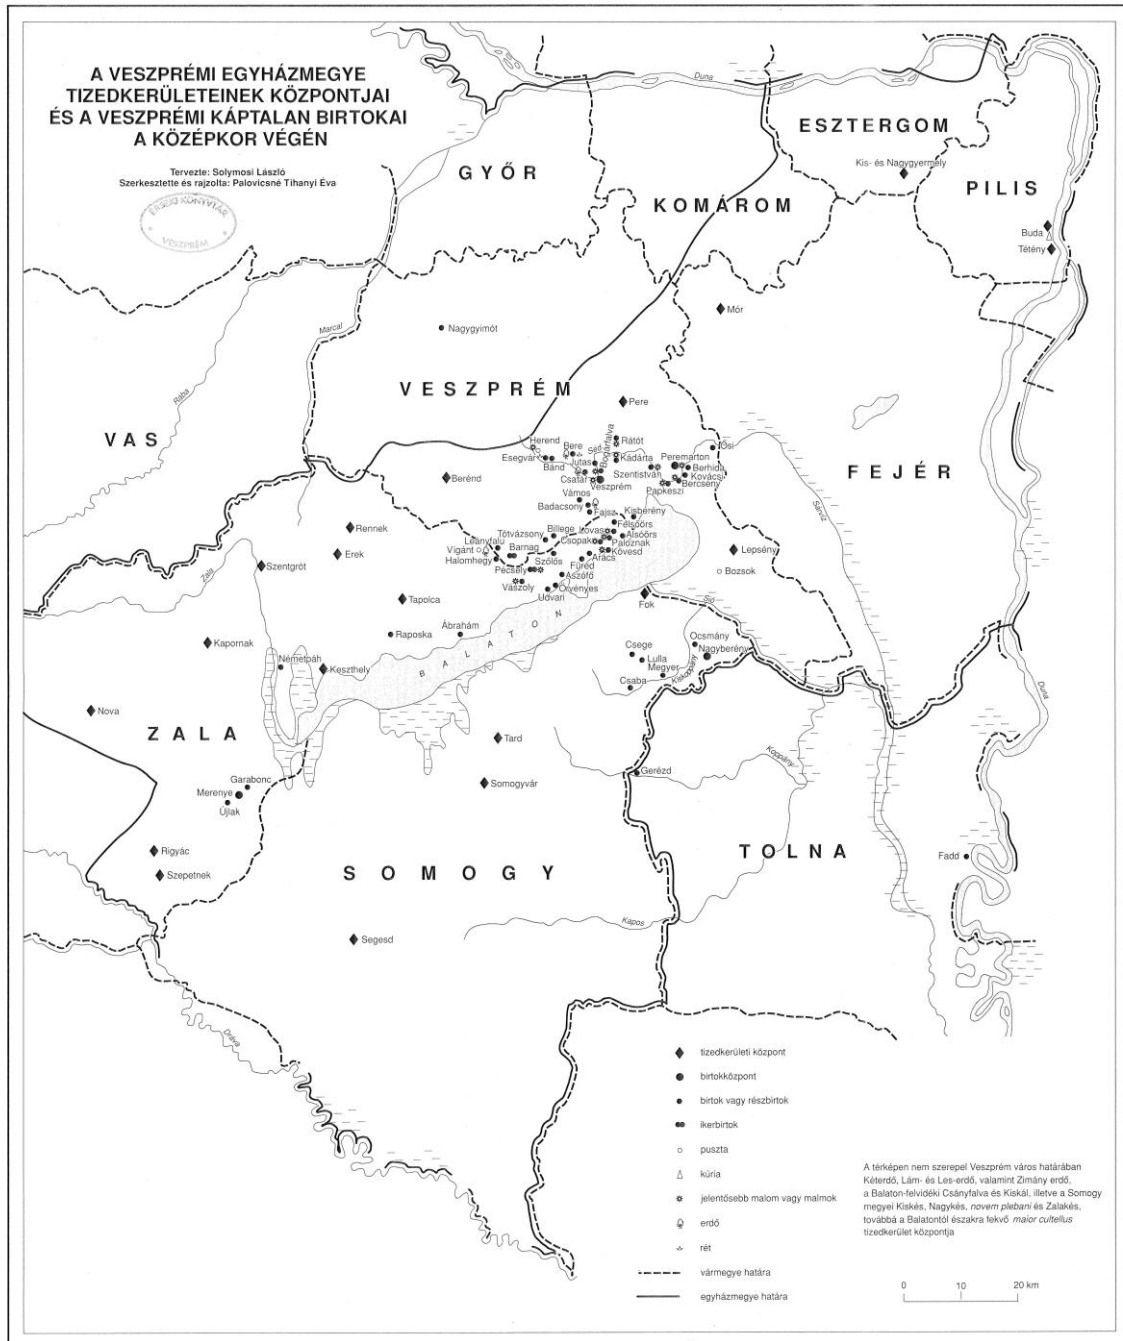 A VESZPRÉMI EGYHÁZMEGYE
TIZEDKERÜLETEINEK KÖZPONTJAI
ÉS A VESZPRÉMI KÁPTALAN BIRTOKAI
A KÖZÉPKOR VÉGÉN
Tervezte: Solymosi László
Szerkesztette és rajzolta: Palovicsné Tihanyi Éva
ÉRSEKI KÖNYVTÁR
VESZPRÉM
Duna
ESZTERGOM
Kis- és Nagygyermely
GYŐR
PILIS
KOMÁROM
Buda
Tétény
Mór
Marcal
Nagygyimót
Rába
VESZPRÉM
Pere
VAS
FEJÉR
Herend
Bere
Séd
Bogárfalva
Rátót
Ősi
Esegvár
Bánd
Jutas
Kádárta
Peremarton
Berhida
Csatár
Szentistván
Kovácsi
Berénd
Veszprém
Papkeszi
Bercsény
Vámos
Badacsony
Fajsz
Kisberény
Sárvíz
Rennek
Tótvázsony
Billege
Lovas
Felsőörs
Alsóörs
Leányfalu
Csopak
Paloznak
Erek
Vigánt
Barnag
Kövesd
Lepsény
Halomhegy
Szőlős
Arács
Zala
Szentgrót
Pécsely
Füred
Bozsok
Aszófő
Vászoly
Örvényes
Udvari
Tapolca
Fok
Sió
Kapornak
Raposka
Ábrahám
BALATON
Csege
Ocsmány
Nagyberény
Lulla
Megyer
Németpáh
Keszthely
Csaba
Kiskoppány
Duna
Nova
ZALA
Tard
Koppány
Gerézd
Garabonc
Merenye
Újlak
Somogyvár
Rigyác
Szepetnek
SOMOGY
TOLNA
Fadd
Kapos
Segesd
Dráva
tizedkerületi központ
birtokközpont
birtok vagy részbirtok
ikerbirtok
puszta
kúria
jelentősebb malom vagy malmok
erdő
rét
vármegye határa
egyházmegye határa
A térképen nem szerepel Veszprém város határában
Kéterdő, Lám- és Les-erdő, valamint Zimány erdő,
a Balaton-felvidéki Csányfalva és Kiskál, illetve a Somogy
megyei Kiskés, Nagykés, novem plebani és Zalakés,
továbbá a Balatontól északra fekvő maior cultellus
tizedkerület központja
0 10 20 km